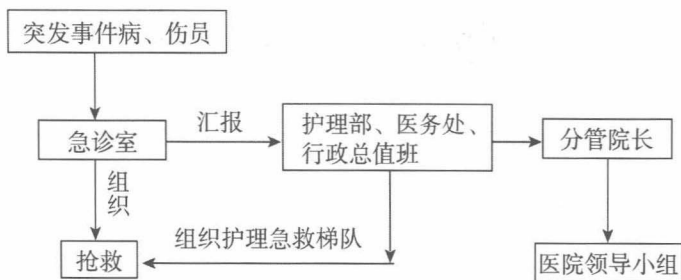 突发事件病、伤员
急诊室
汇报
护理部、医务处、
行政总值班
分管院长
组织
组织护理急救梯队
抢救
医院领导小组